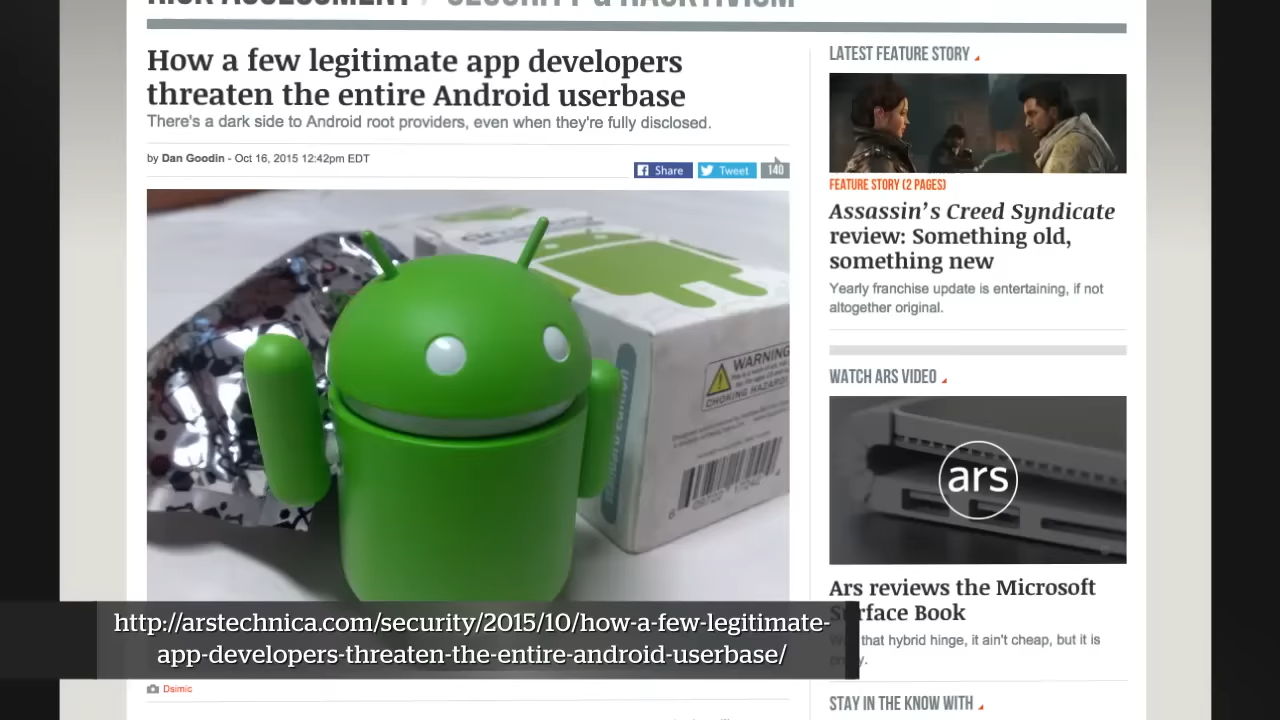 RISK ASSESSMENT / SECURITY & HACKTIVISM
How a few legitimate app developers
threaten the entire Android userbase
There's a dark side to Android root providers, even when they're fully disclosed.
by Dan Goodin - Oct 16, 2015 12:42pm EDT
Share
Tweet
140
WARNING
CHOKING HAZARD
http://arstechnica.com/security/2015/10/how-a-few-legitimate-
app-developers-threaten-the-entire-android-userbase/
Dsimic
LATEST FEATURE STORY
FEATURE STORY (2 PAGES)
Assassin's Creed Syndicate
review: Something old,
something new
Yearly franchise update is entertaining, if not
altogether original.
WATCH ARS VIDEO
ars
Ars reviews the Microsoft
Surface Book
that hybrid hinge, it ain't cheap, but it is
STAY IN THE KNOW WITH